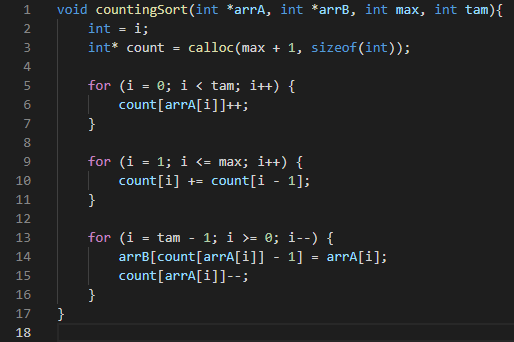 1 void countingSort(int *arrA, int *arrB, int max, int tam){
2     int = i;
3     int* count = calloc(max + 1, sizeof(int));
4
5     for (i = 0; i < tam; i++) {
6         count[arrA[i]]++;
7     }
8
9     for (i = 1; i <= max; i++) {
10         count[i] += count[i - 1];
11     }
12
13     for (i = tam - 1; i >= 0; i--) {
14         arrB[count[arrA[i]] - 1] = arrA[i];
15         count[arrA[i]]--;
16     }
17 }
18